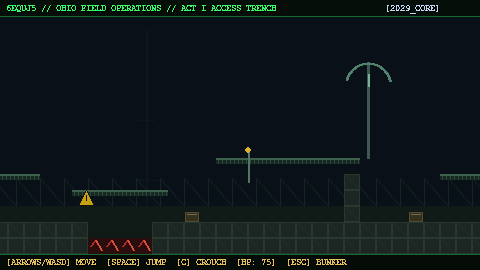 6EQUJ5 // OHIO FIELD OPERATIONS // ACT I ACCESS TRENCH [2029_CORE]
[ARROWS/WASD] MOVE [SPACE] JUMP [C] CROUCH [HP: 75] [ESC] BUNKER